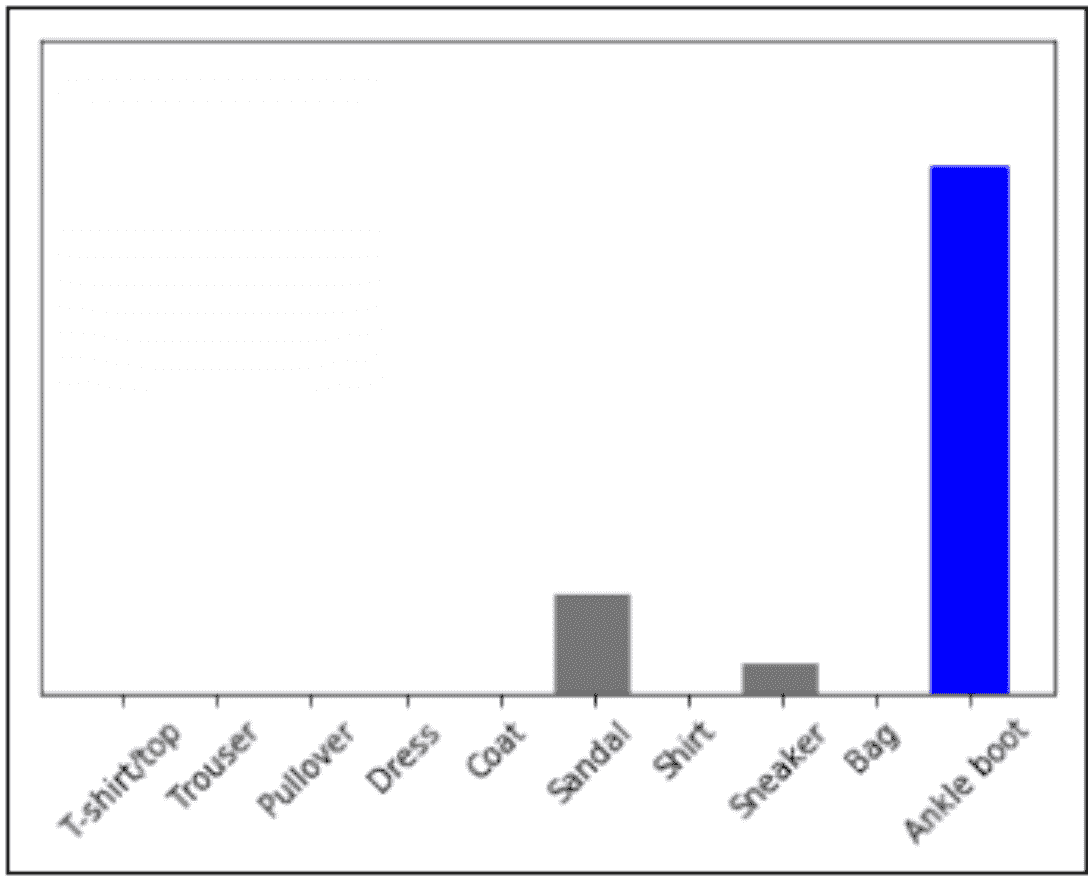 T-shirt/top
Trouser
Pullover
Dress
Coat
Sandal
Shirt
Sneaker
Bag
Ankle boot